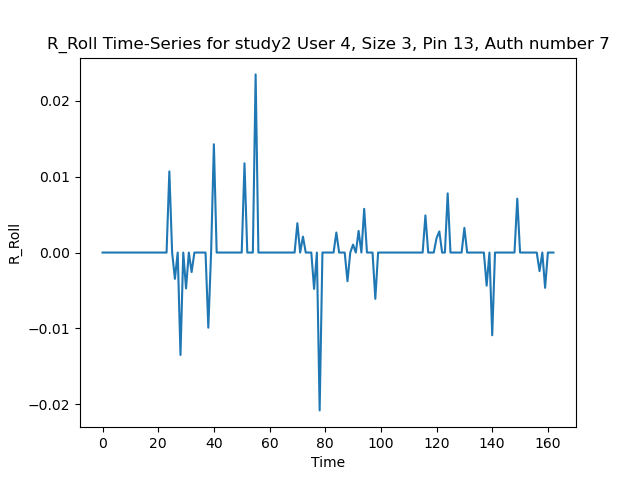 R_Roll Time-Series for study2 User 4, Size 3, Pin 13, Auth number 7
0.02
0.01
0.00
−0.01
−0.02
R_Roll
0 20 40 60 80 100 120 140 160
Time